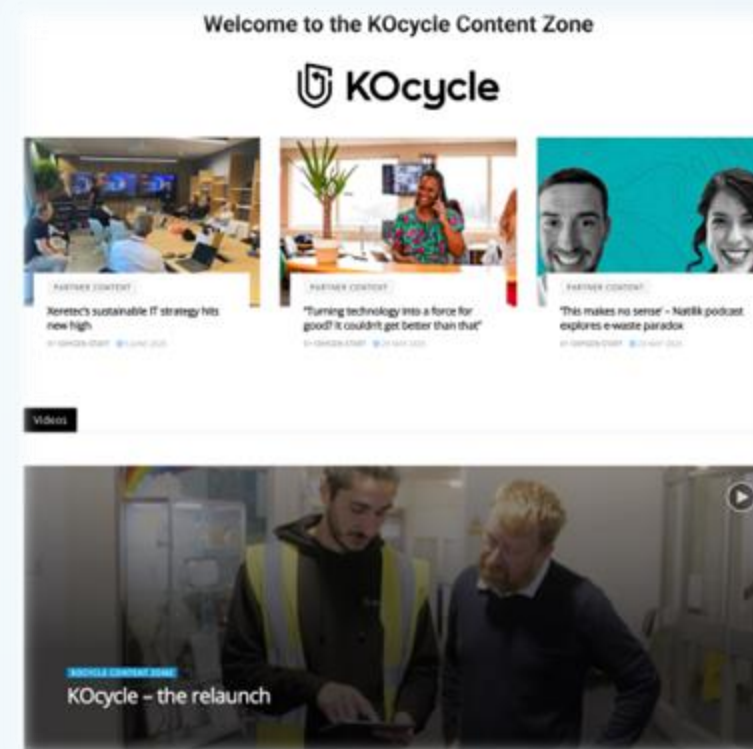 Welcome to the KOcycle Content Zone
KOcycle
PARTNER CONTENT
Xeretec's sustainable IT strategy hits
new high
PARTNER CONTENT
"Turning technology into a force for
good? It couldn't get better than that"
PARTNER CONTENT
'This makes no sense' – Natilik podcast
explores e-waste paradox
Videos
KOCYCLE CONTENT ZONE
KOcycle – the relaunch